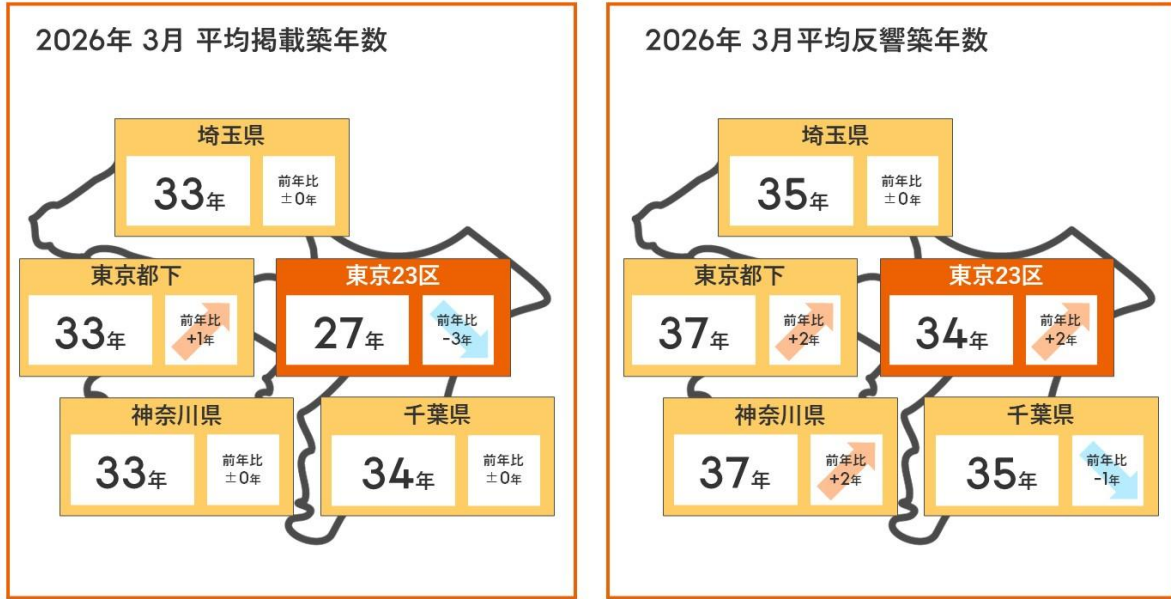 2026年 3月 平均掲載築年数
埼玉県
33年
前年比
±0年
東京都下
33年
前年比
+1年
東京23区
27年
前年比
-3年
神奈川県
33年
前年比
±0年
千葉県
34年
前年比
±0年
2026年 3月平均反響築年数
埼玉県
35年
前年比
±0年
東京都下
37年
前年比
+2年
東京23区
34年
前年比
+2年
神奈川県
37年
前年比
+2年
千葉県
35年
前年比
-1年